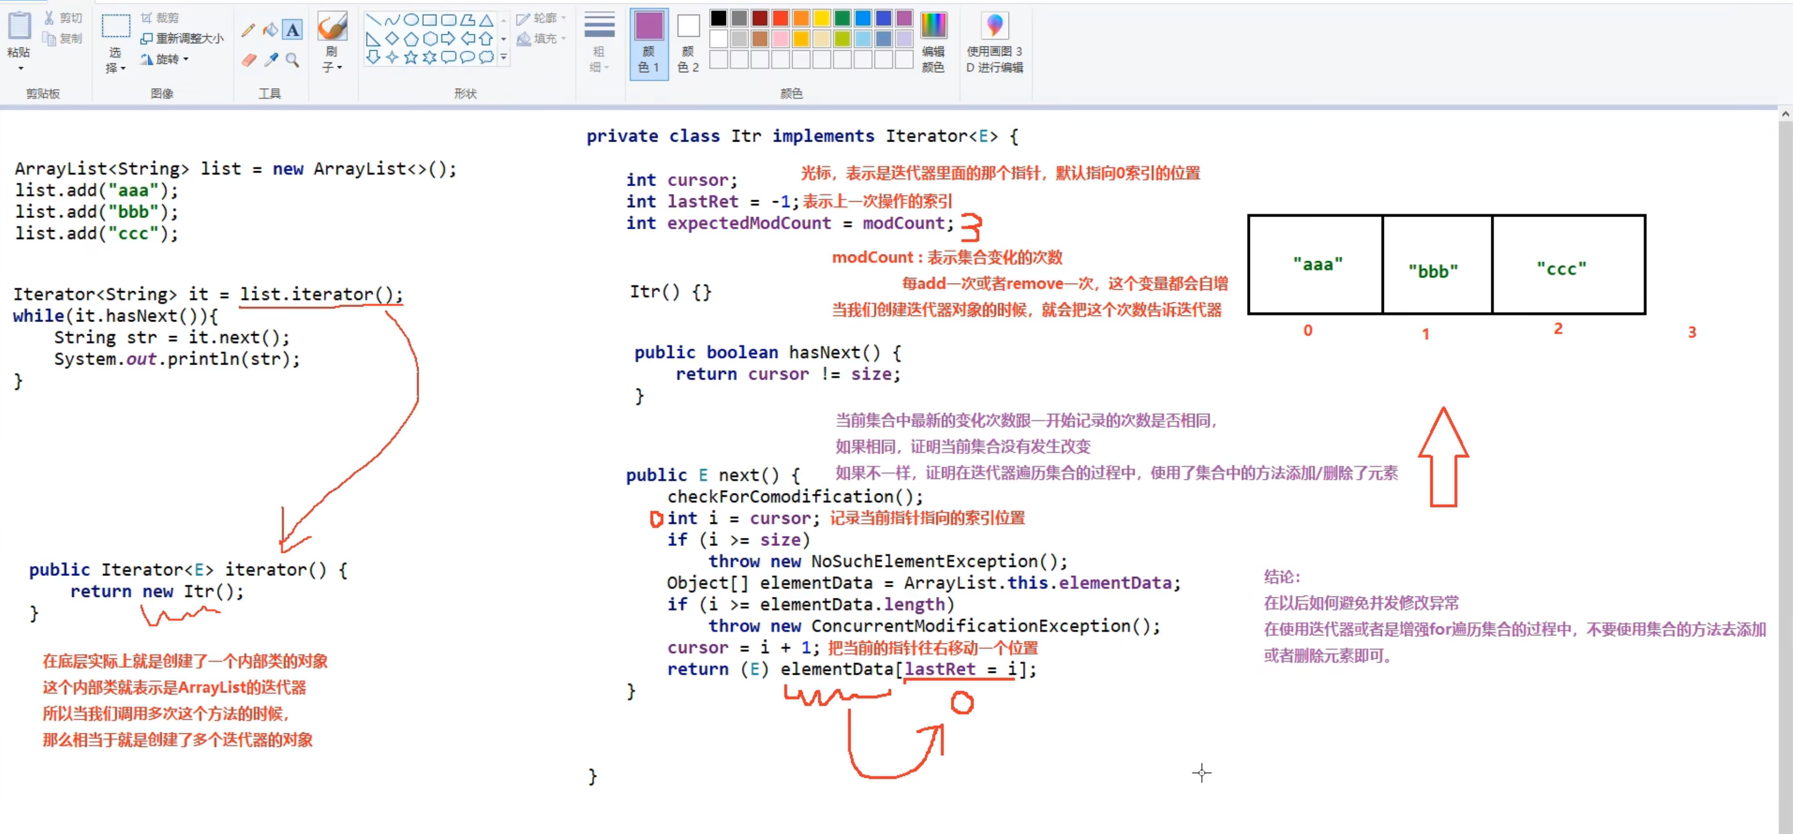 粘贴
剪切
复制
剪贴板
选择
裁剪
重新调整大小
旋转
图像
A
工具
刷子
轮廓
填充
形状
粗细
颜色 1
颜色 2
颜色
编辑颜色
使用画图 3D 进行编辑
ArrayList<String> list = new ArrayList<>();
list.add("aaa");
list.add("bbb");
list.add("ccc");
Iterator<String> it = list.iterator();
while(it.hasNext()){
String str = it.next();
System.out.println(str);
}
public Iterator<E> iterator() {
return new Itr();
}
在底层实际上就是创建了一个内部类的对象
这个内部类就表示是ArrayList的迭代器
所以当我们调用多次这个方法的时候，
那么相当于就是创建了多个迭代器的对象
private class Itr implements Iterator<E> {
int cursor; 光标，表示是迭代器里面的那个指针，默认指向0索引的位置
int lastRet = -1;表示上一次操作的索引
int expectedModCount = modCount; 3
modCount：表示集合变化的次数
每add一次或者remove一次，这个变量都会自增
Itr() {}
当我们创建迭代器对象的时候，就会把这个次数告诉迭代器
public boolean hasNext() {
return cursor != size;
}
当前集合中最新的变化次数跟一开始记录的次数是否相同，
如果相同，证明当前集合没有发生改变
如果不一样，证明在迭代器遍历集合的过程中，使用了集合中的方法添加/删除了元素
public E next() {
checkForComodification();
0 int i = cursor; 记录当前指针指向的索引位置
if (i >= size)
throw new NoSuchElementException();
Object[] elementData = ArrayList.this.elementData;
if (i >= elementData.length)
throw new ConcurrentModificationException();
cursor = i + 1; 把当前的指针往右移动一个位置
return (E) elementData[lastRet = i];
}
0
}
"aaa" "bbb" "ccc"
0 1 2 3
结论：
在以后如何避免并发修改异常
在使用迭代器或者是增强for遍历集合的过程中，不要使用集合的方法去添加
或者删除元素即可。